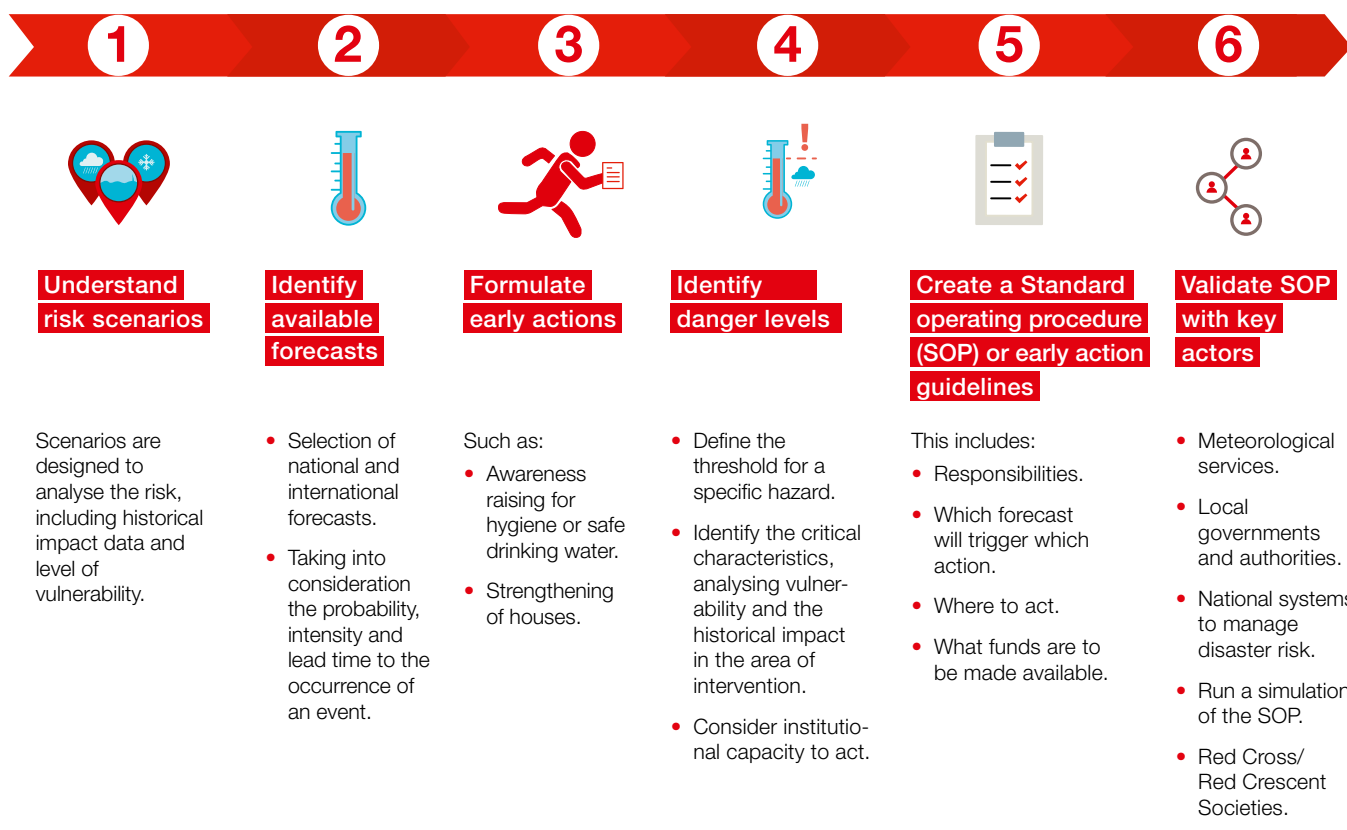 1
2
3
4
5
6
Understand
risk scenarios
Scenarios are
designed to
analyse the risk,
including historical
impact data and
level of
vulnerability.
Identify
available
forecasts
• Selection of
national and
international
forecasts.
• Taking into
consideration
the probability,
intensity and
lead time to the
occurrence of
an event.
Formulate
early actions
Such as:
• Awareness
raising for
hygiene or safe
drinking water.
• Strengthening
of houses.
!
Identify
danger levels
• Define the
threshold for a
specific hazard.
• Identify the critical
characteristics,
analysing vulner-
ability and the
historical impact
in the area of
intervention.
• Consider institutio-
nal capacity to act.
Create a Standard
operating procedure
(SOP) or early action
guidelines
This includes:
• Responsibilities.
• Which forecast
will trigger which
action.
• Where to act.
• What funds are to
be made available.
Validate SOP
with key
actors
• Meteorological
services.
• Local
governments
and authorities.
• National systems
to manage
disaster risk.
• Run a simulation
of the SOP.
• Red Cross/
Red Crescent
Societies.